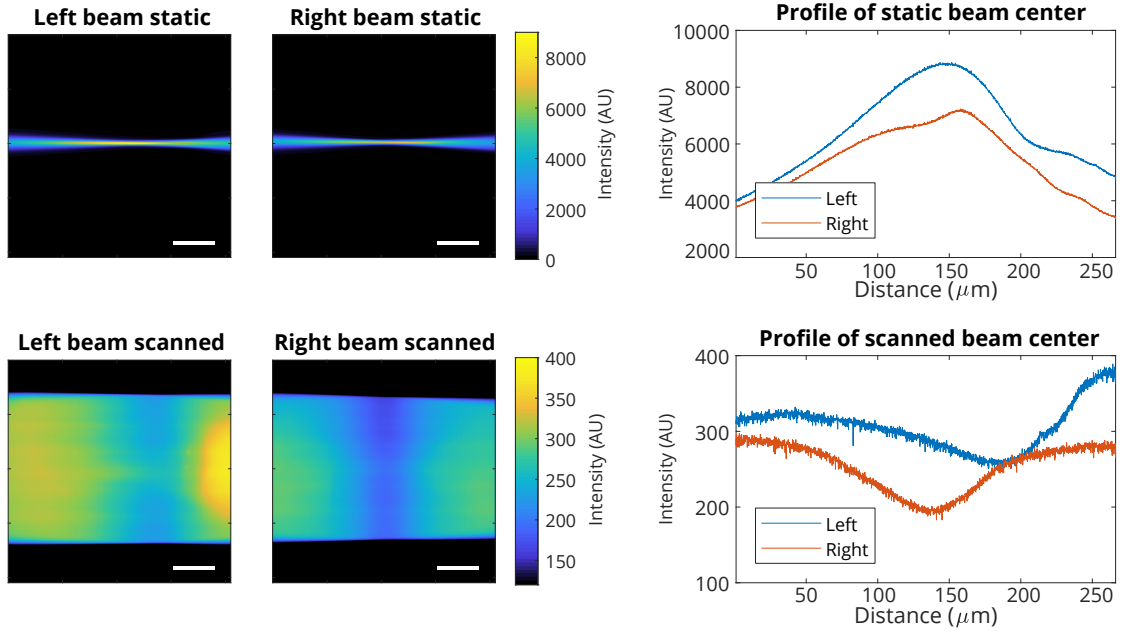 Left beam static
Right beam static
8000
6000
4000
2000
0
Intensity (AU)
Profile of static beam center
10000
8000
6000
4000
2000
Intensity (AU)
Left
Right
50 100 150 200 250
Distance (μm)
Left beam scanned
Right beam scanned
400
350
300
250
200
150
Intensity (AU)
Profile of scanned beam center
400
300
200
100
Intensity (AU)
Left
Right
50 100 150 200 250
Distance (μm)